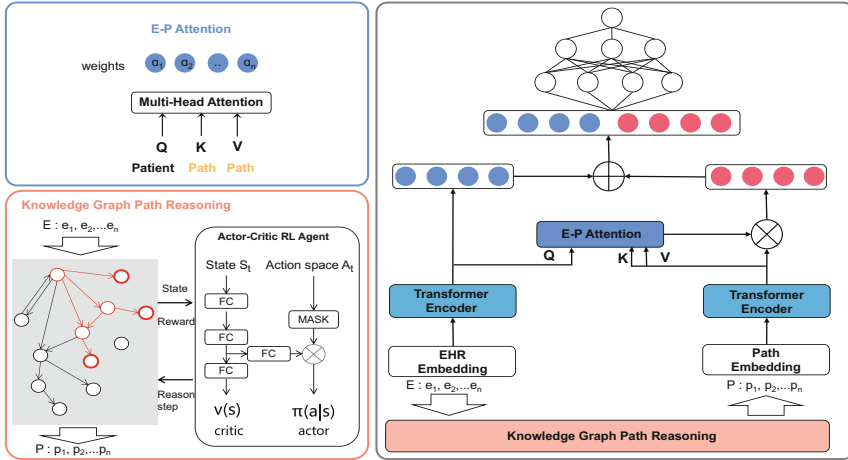 E-P Attention
weights
α1 α2 .. αn
Multi-Head Attention
Q K V
Patient Path Path
Knowledge Graph Path Reasoning
E : e1, e2,...en
Actor-Critic RL Agent
State St Action space At
State
Reward
Reason
step
FC
MASK
FC
FC
FC
v(s) π(a|s)
critic actor
P : p1, p2,...pn
E-P Attention
Q K V
Transformer
Encoder
Transformer
Encoder
EHR
Embedding
Path
Embedding
E : e1, e2,...en
P : p1, p2,...pn
Knowledge Graph Path Reasoning